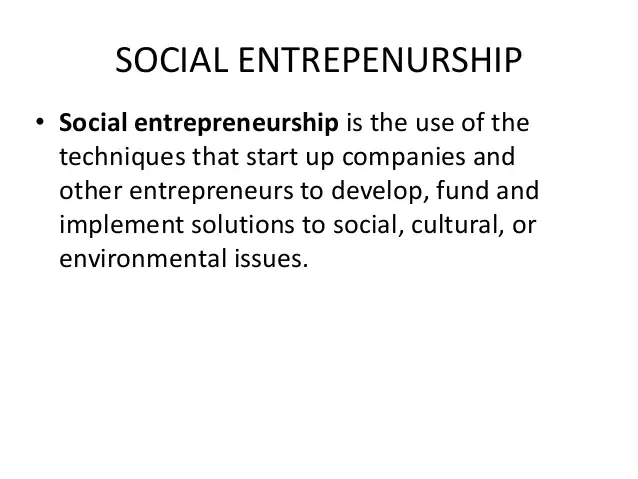 SOCIAL ENTREPENURSHIP
• Social entrepreneurship is the use of the
techniques that start up companies and
other entrepreneurs to develop, fund and
implement solutions to social, cultural, or
environmental issues.